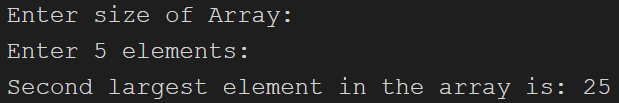 Enter size of Array:
Enter 5 elements:
Second largest element in the array is: 25